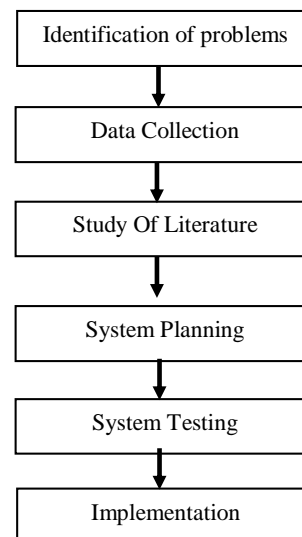 Identification of problems
Data Collection
Study Of Literature
System Planning
System Testing
Implementation